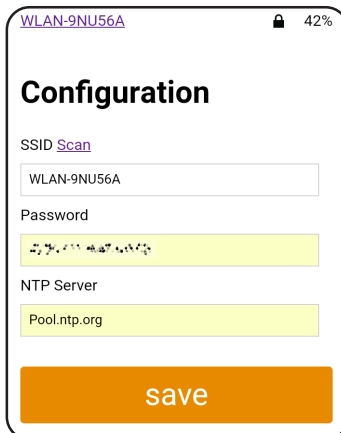 WLAN-9NU56A 42%
Configuration
SSID Scan
WLAN-9NU56A
Password
NTP Server
Pool.ntp.org
save